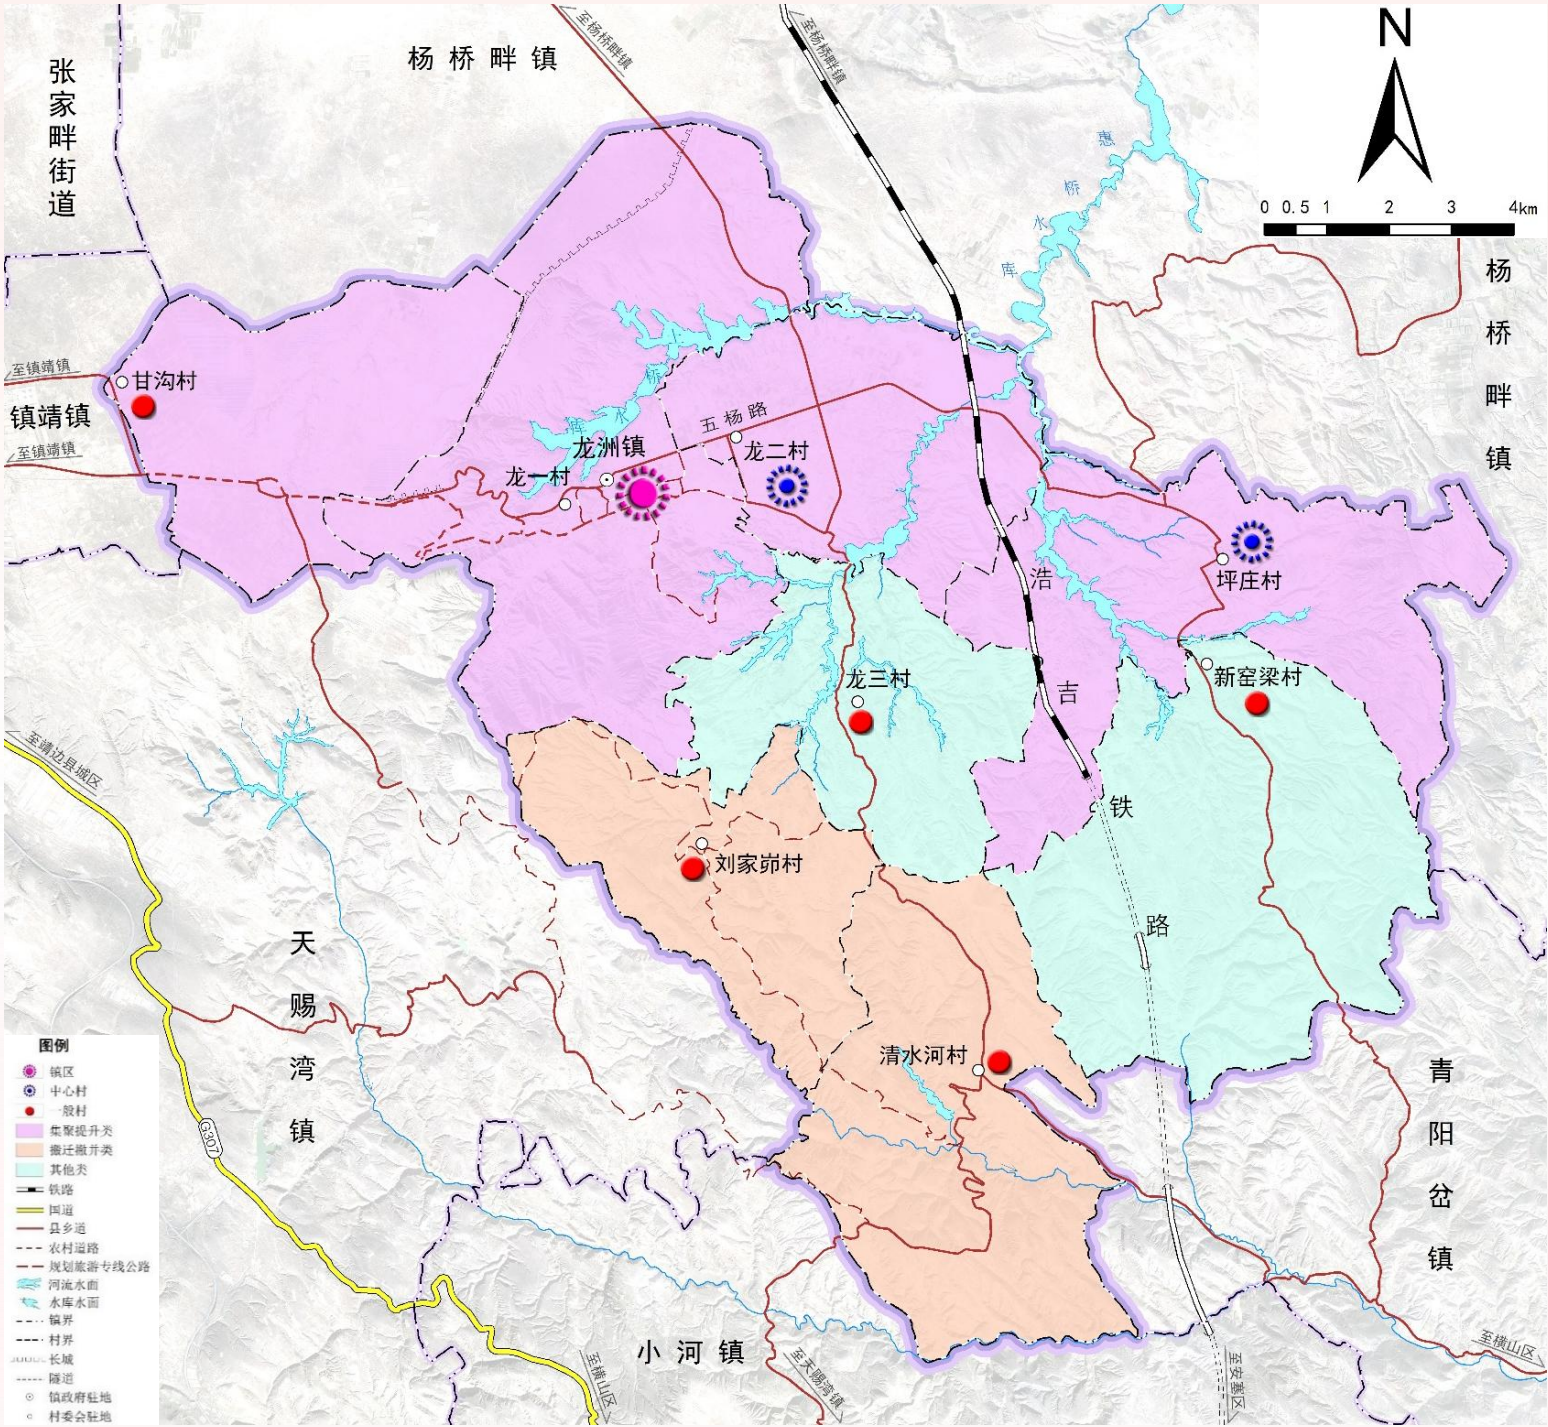 张家畔街道
杨桥畔镇
至杨桥畔镇
至杨桥畔镇
N
0 0.5 1 2 3 4km
惠桥水库
杨桥畔镇
至镇靖镇
甘沟村
镇靖镇
至镇靖镇
桥水库
五杨路
龙洲镇
龙一村
龙二村
坪庄村
浩吉铁路
龙三村
新窑梁村
至靖边县城区
刘家峁村
天赐湾镇
清水河村
青阳岔镇
G307
小河镇
至横山区
至天赐湾镇
至安塞区
至横山区
图例
镇区
中心村
一般村
集聚提升类
搬迁撤并类
其他类
铁路
国道
县乡道
农村道路
规划旅游专线公路
河流水面
水库水面
镇界
村界
长城
隧道
镇政府驻地
村委会驻地